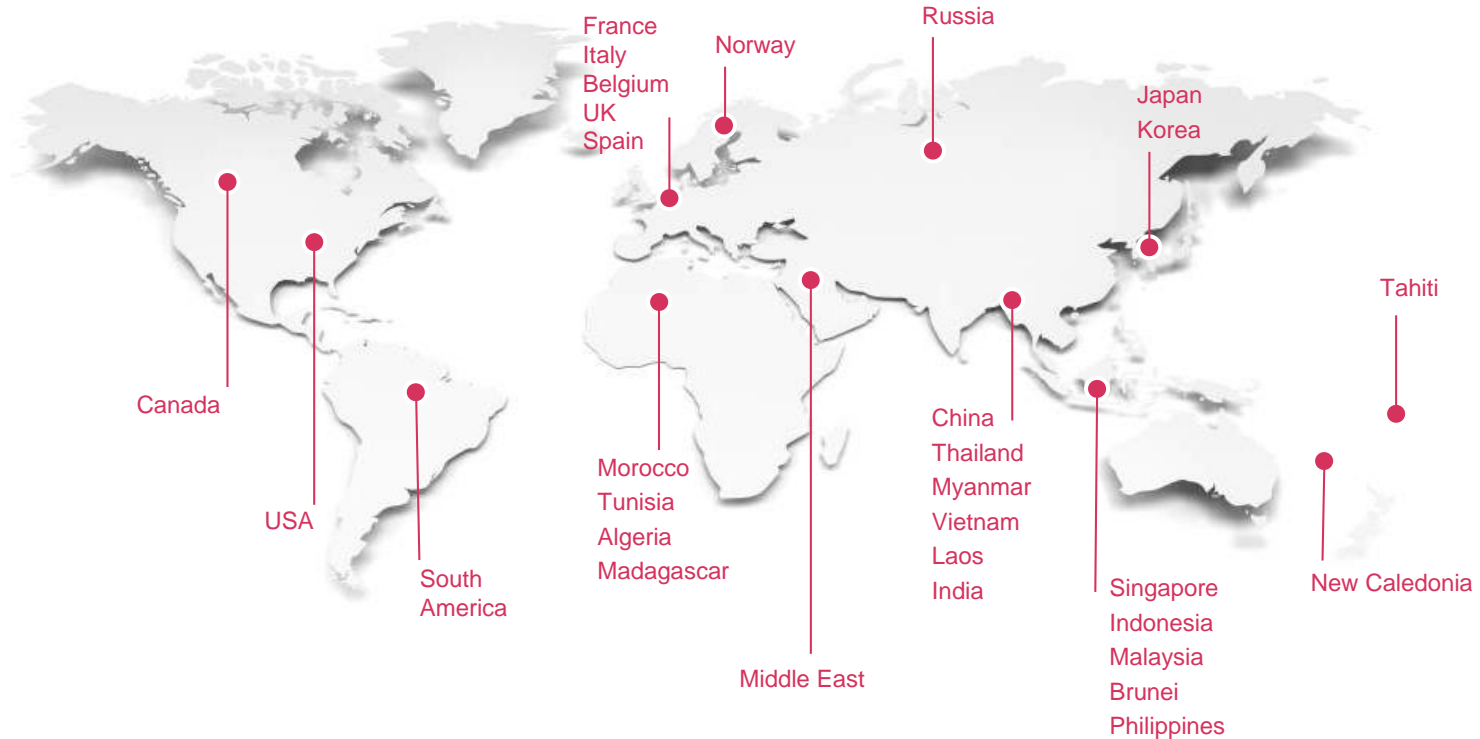 France
Italy
Belgium
UK
Spain
Norway
Russia
Japan
Korea
Tahiti
Canada
USA
South
America
Morocco
Tunisia
Algeria
Madagascar
Middle East
China
Thailand
Myanmar
Vietnam
Laos
India
Singapore
Indonesia
Malaysia
Brunei
Philippines
New Caledonia